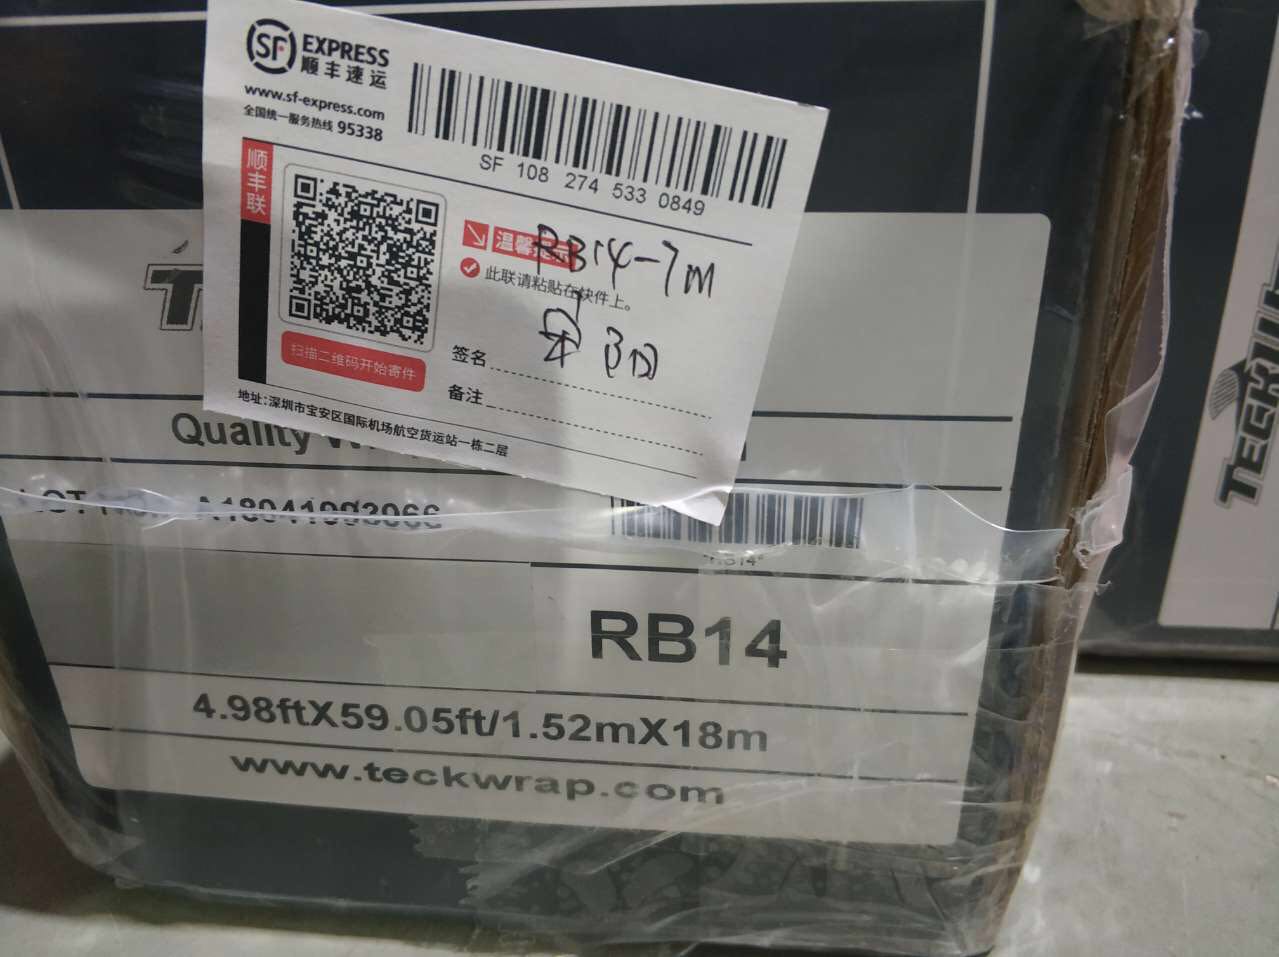 SF EXPRESS
顺丰速运
www.sf-express.com
全国统一服务热线 95338
SF 108 274 533 0849
顺丰联
温馨提示
RB14-7m
此联请粘贴在快件上。
扫描二维码开始寄件
签名
备注
地址:深圳市宝安区国际机场航空货运站一栋二层
Quality
LOT
*RB14*
RB14
4.98ftX59.05ft/1.52mX18m
www.teckwrap.com